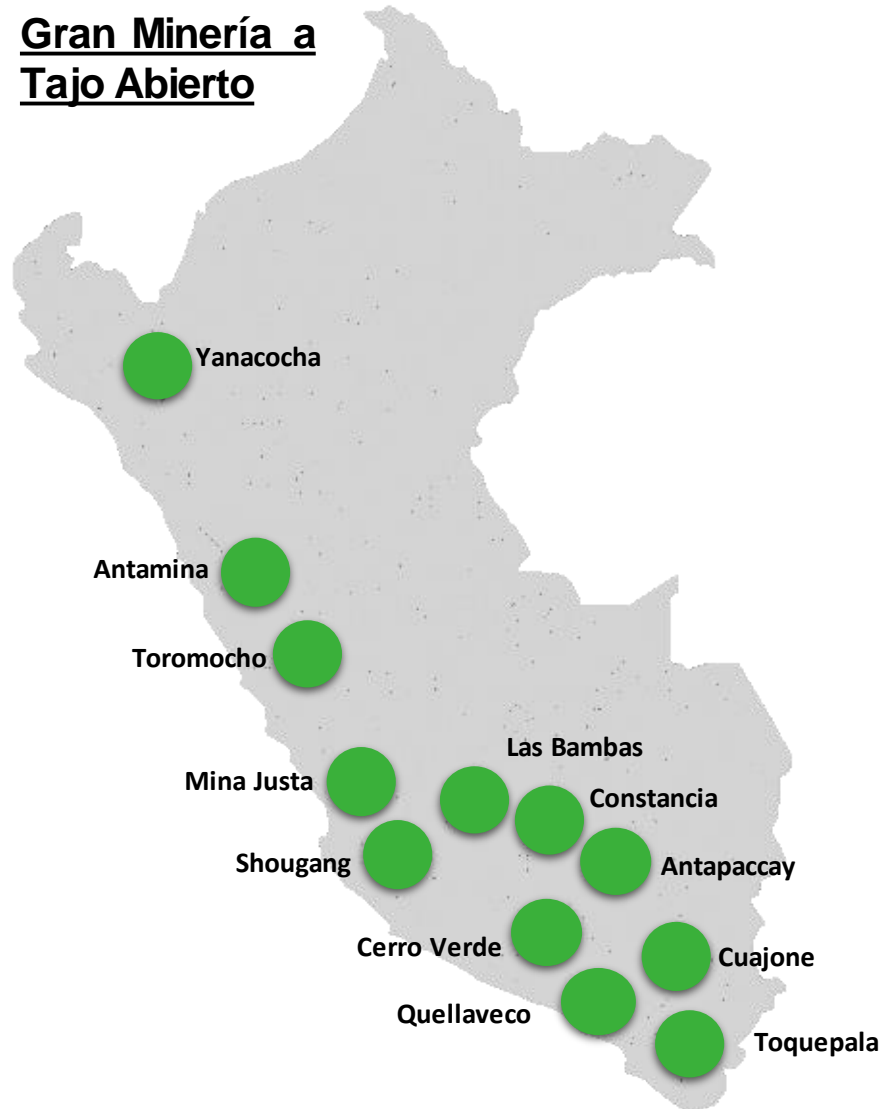 Gran Minería a
Tajo Abierto
Yanacocha
Antamina
Toromocho
Las Bambas
Mina Justa
Constancia
Shougang
Antapaccay
Cerro Verde
Cuajone
Quellaveco
Toquepala